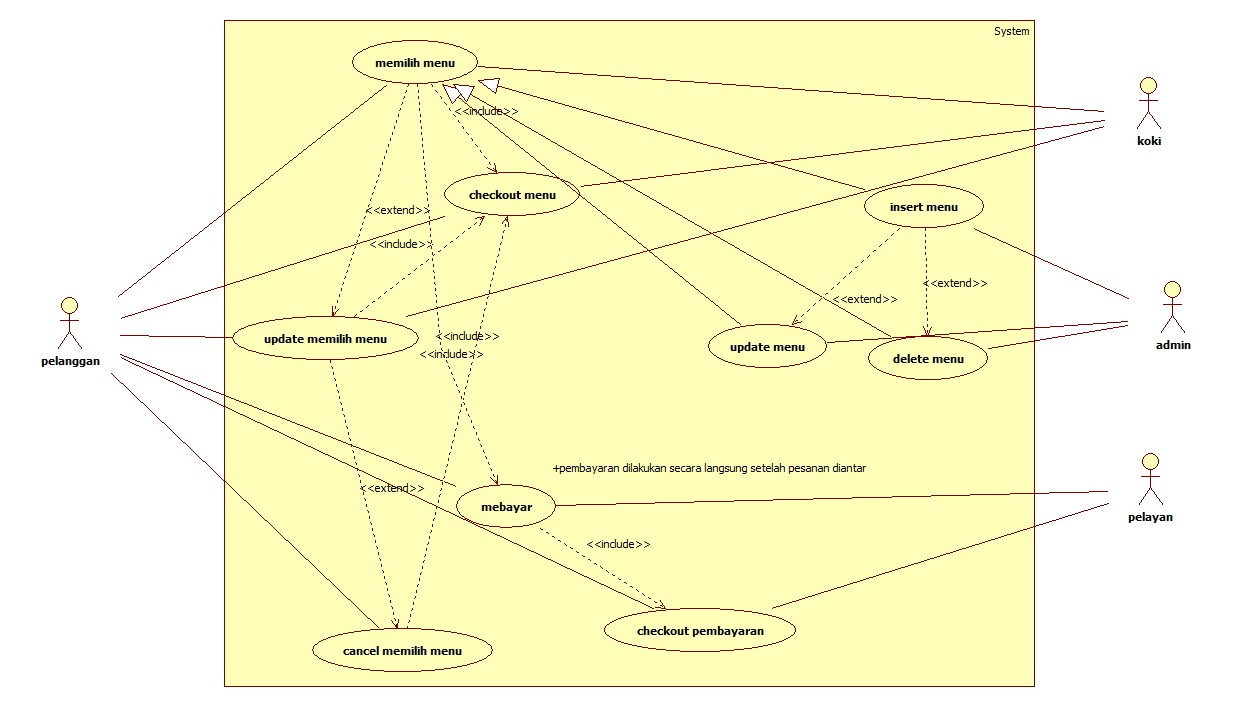 System
memilih menu
<<include>>
koki
checkout menu
insert menu
<<extend>>
<<include>>
<<extend>>
<<extend>>
pelanggan
update memilih menu
<<include>>
<<include>>
update menu
delete menu
admin
+pembayaran dilakukan secara langsung setelah pesanan diantar
<<extend>>
mebayar
pelayan
<<include>>
checkout pembayaran
cancel memilih menu